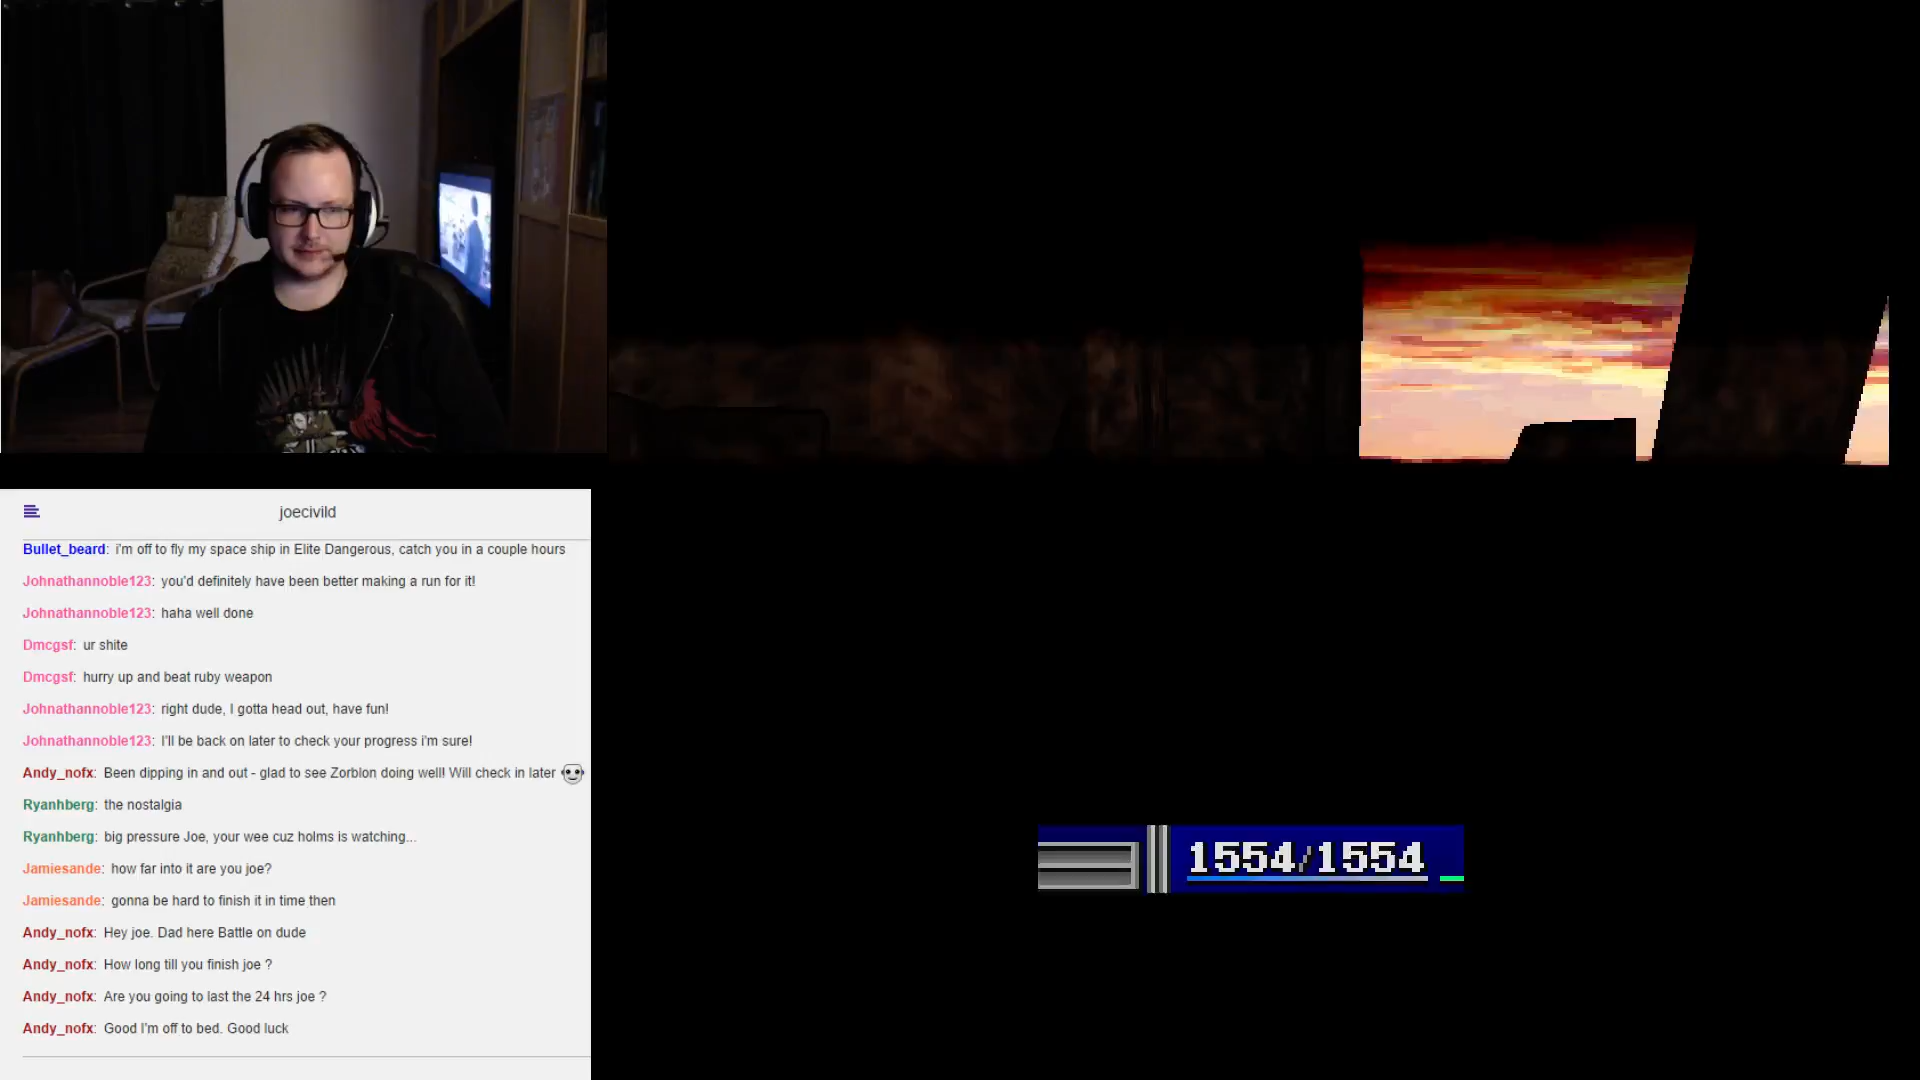 joecivild
Bullet_beard: i'm off to fly my space ship in Elite Dangerous, catch you in a couple hours
Johnathannoble123: you'd definitely have been better making a run for it!
Johnathannoble123: haha well done
Dmcgsf: ur shite
Dmcgsf: hurry up and beat ruby weapon
Johnathannoble123: right dude, I gotta head out, have fun!
Johnathannoble123: I'll be back on later to check your progress i'm sure!
Andy_nofx: Been dipping in and out - glad to see Zorblon doing well! Will check in later
Ryanhberg: the nostalgia
Ryanhberg: big pressure Joe, your wee cuz holms is watching...
Jamiesande: how far into it are you joe?
Jamiesande: gonna be hard to finish it in time then
Andy_nofx: Hey joe. Dad here Battle on dude
Andy_nofx: How long till you finish joe ?
Andy_nofx: Are you going to last the 24 hrs joe ?
Andy_nofx: Good I'm off to bed. Good luck
1554/1554